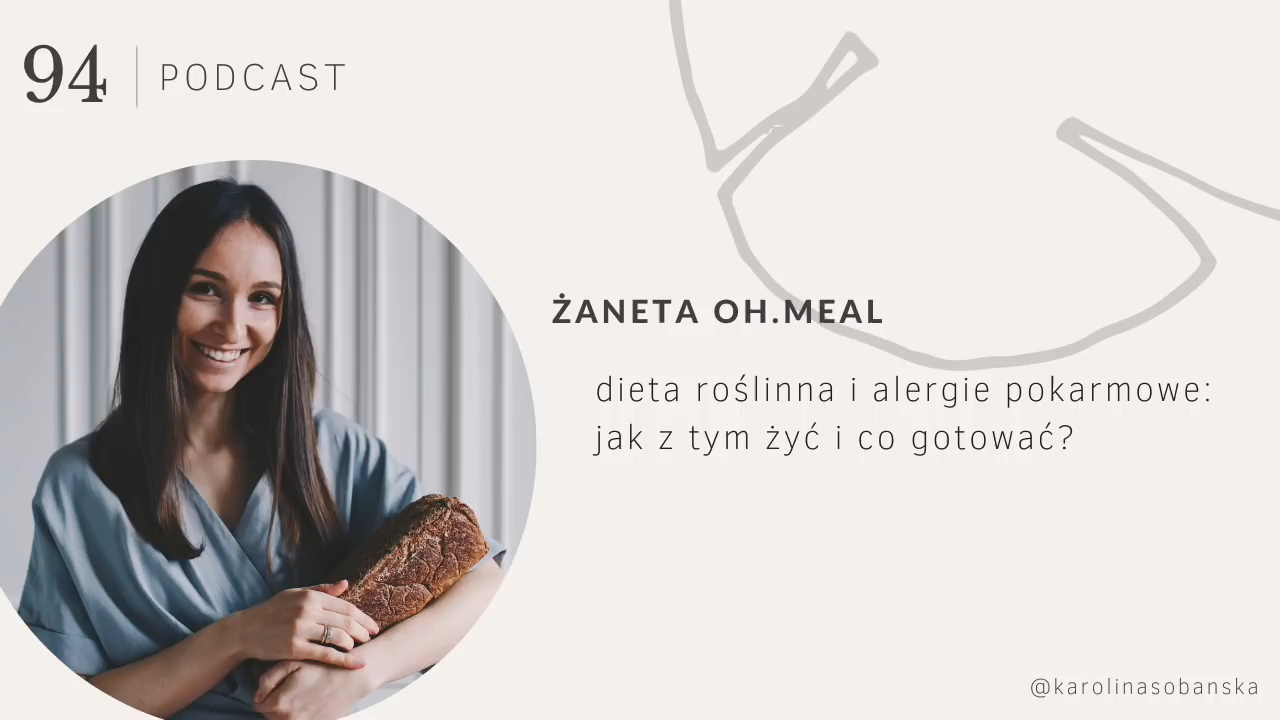 94 PODCAST
ŻANETA OH.MEAL
dieta roślinna i alergie pokarmowe:
jak z tym żyć i co gotować?
@karolinasobanska